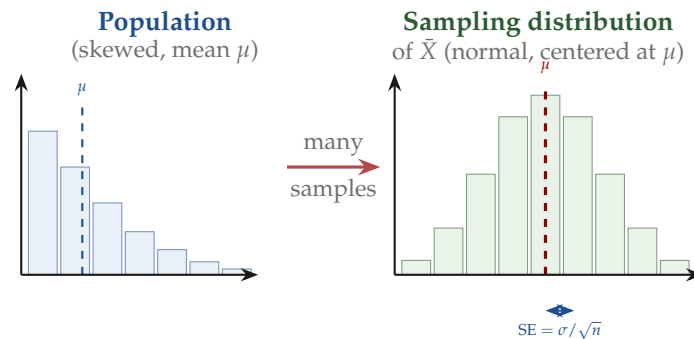 Population
(skewed, mean μ)
μ
many
samples
Sampling distribution
of X̄ (normal, centered at μ)
μ
SE = σ/√n